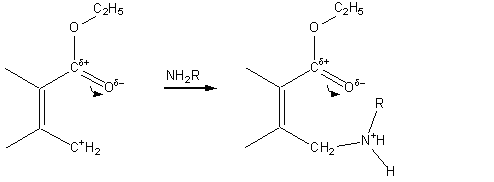 C₂H₅
O
Cδ+
Oδ−
C⁺H₂
NH₂R
C₂H₅
O
Cδ+
Oδ−
R
CH₂
N⁺H
H